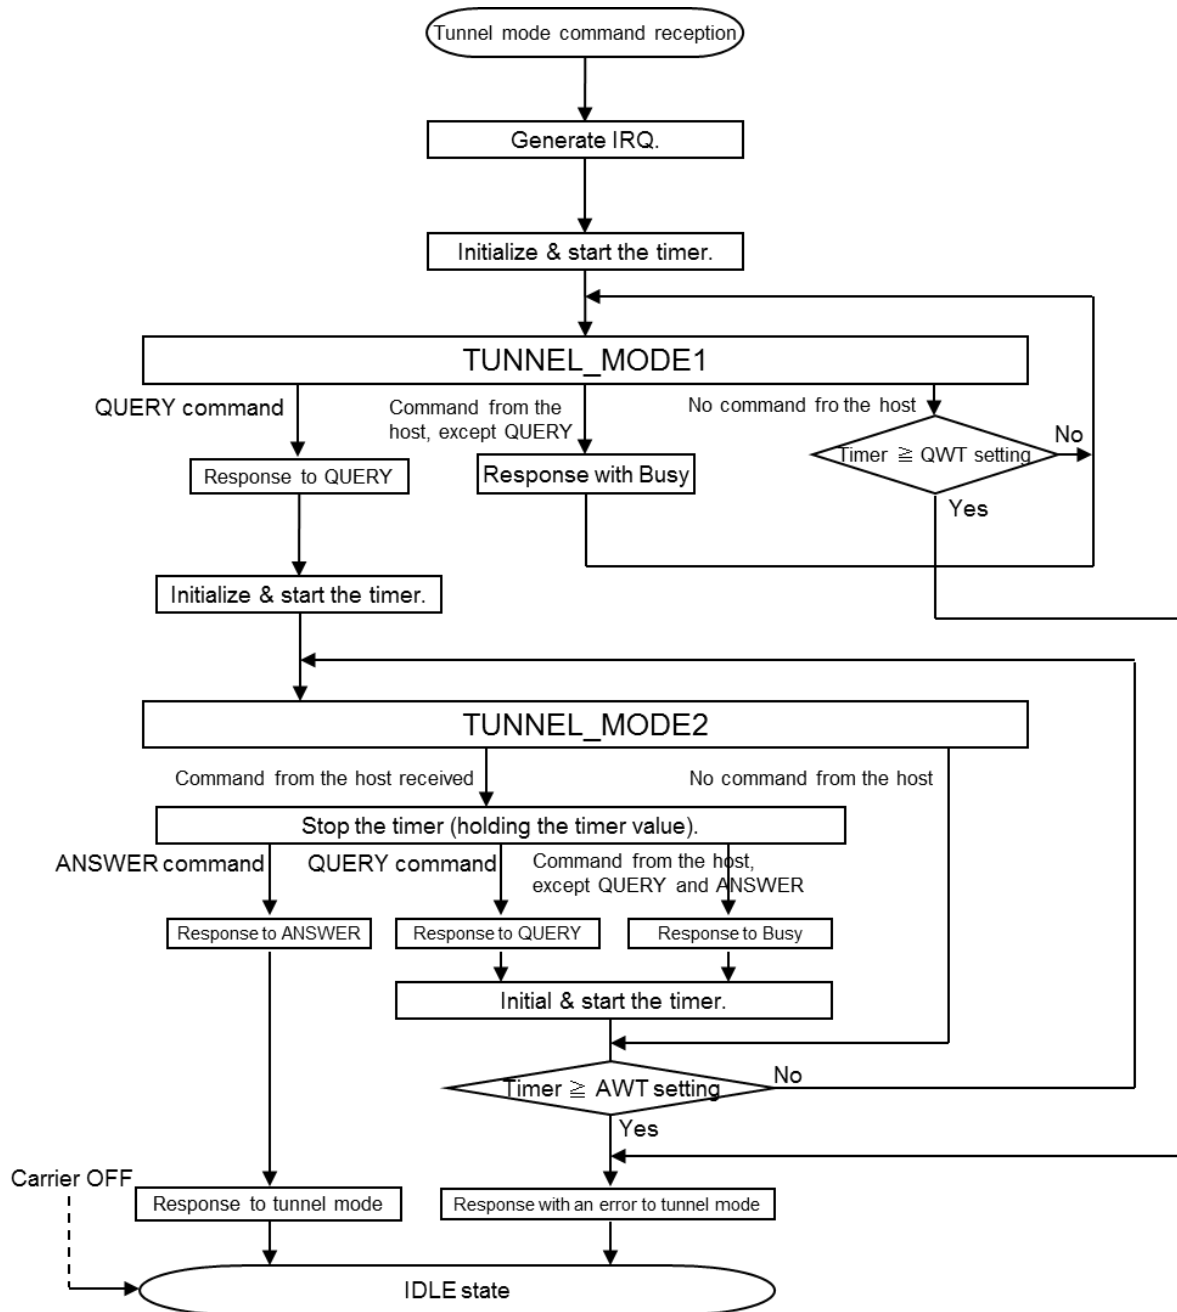 Tunnel mode command reception
Generate IRQ.
Initialize & start the timer.
TUNNEL_MODE1
QUERY command
Command from the
host, except QUERY
No command fro the host
Timer ≧ QWT setting
No
Yes
Response to QUERY
Response with Busy
Initialize & start the timer.
TUNNEL_MODE2
Command from the host received
No command from the host
Stop the timer (holding the timer value).
ANSWER command
QUERY command
Command from the host,
except QUERY and ANSWER
Response to ANSWER
Response to QUERY
Response to Busy
Initial & start the timer.
Timer ≧ AWT setting
No
Yes
Carrier OFF
Response to tunnel mode
Response with an error to tunnel mode
IDLE state